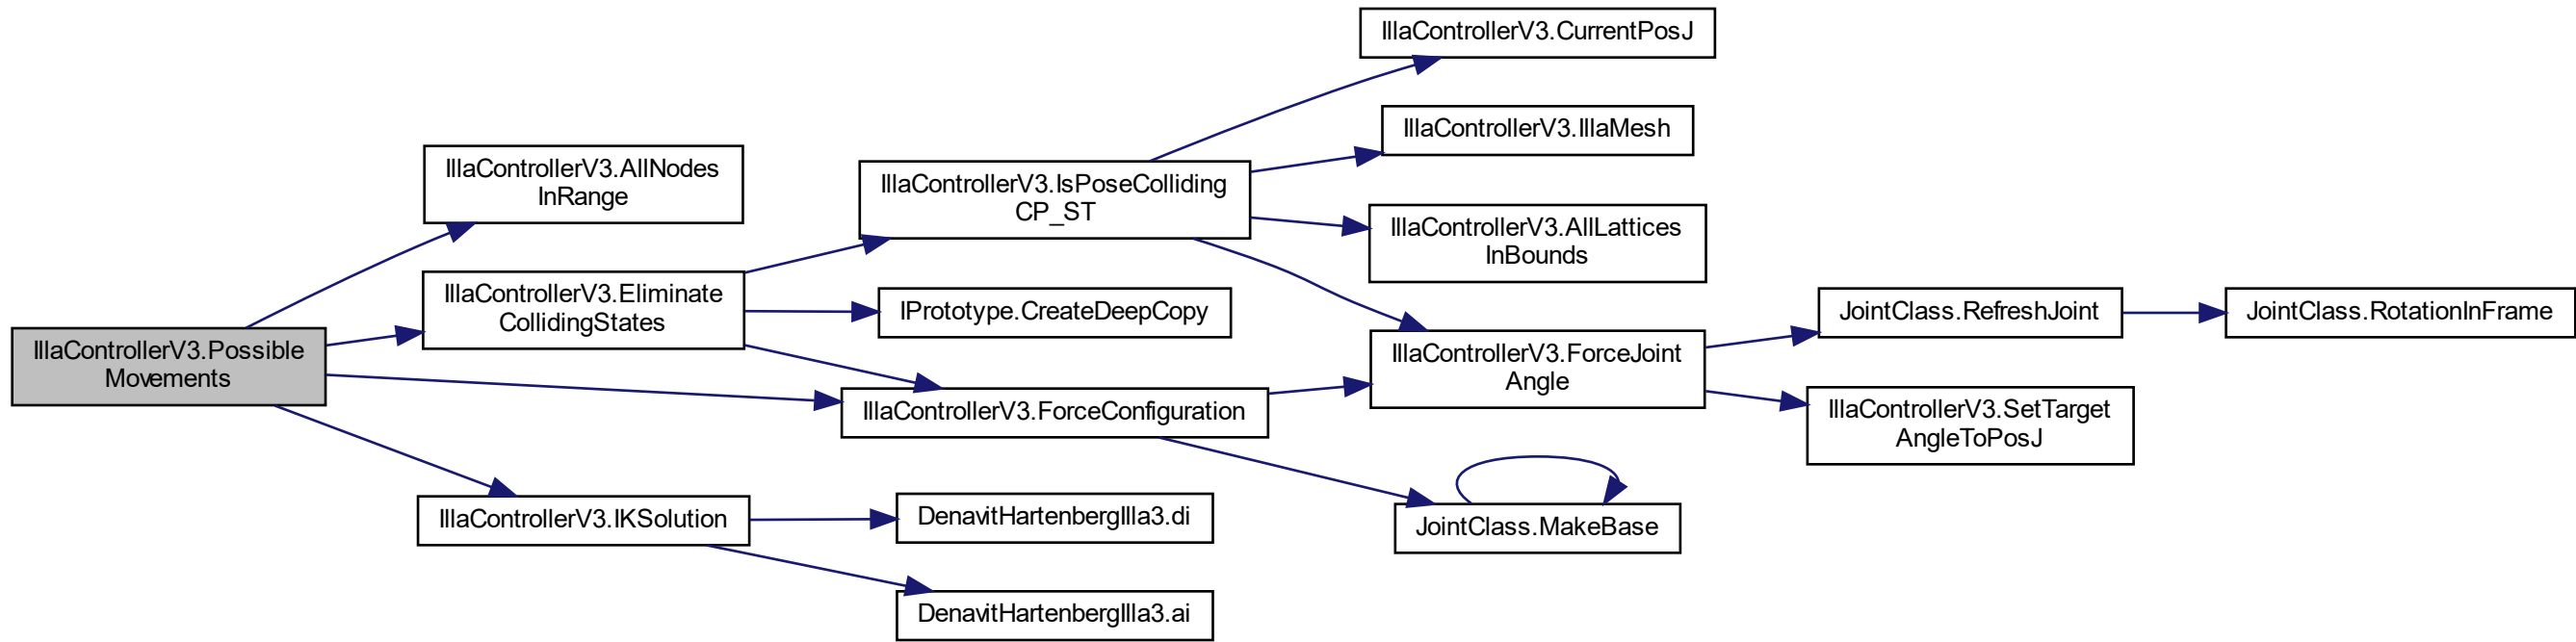 IllaControllerV3.Possible
Movements
IllaControllerV3.AllNodes
InRange
IllaControllerV3.Eliminate
CollidingStates
IllaControllerV3.IKSolution
IllaControllerV3.IsPoseColliding
CP_ST
IPrototype.CreateDeepCopy
IllaControllerV3.ForceConfiguration
DenavitHartenbergIlla3.di
DenavitHartenbergIlla3.ai
IllaControllerV3.CurrentPosJ
IllaControllerV3.IllaMesh
IllaControllerV3.AllLattices
InBounds
IllaControllerV3.ForceJoint
Angle
JointClass.MakeBase
JointClass.RefreshJoint
IllaControllerV3.SetTarget
AngleToPosJ
JointClass.RotationInFrame